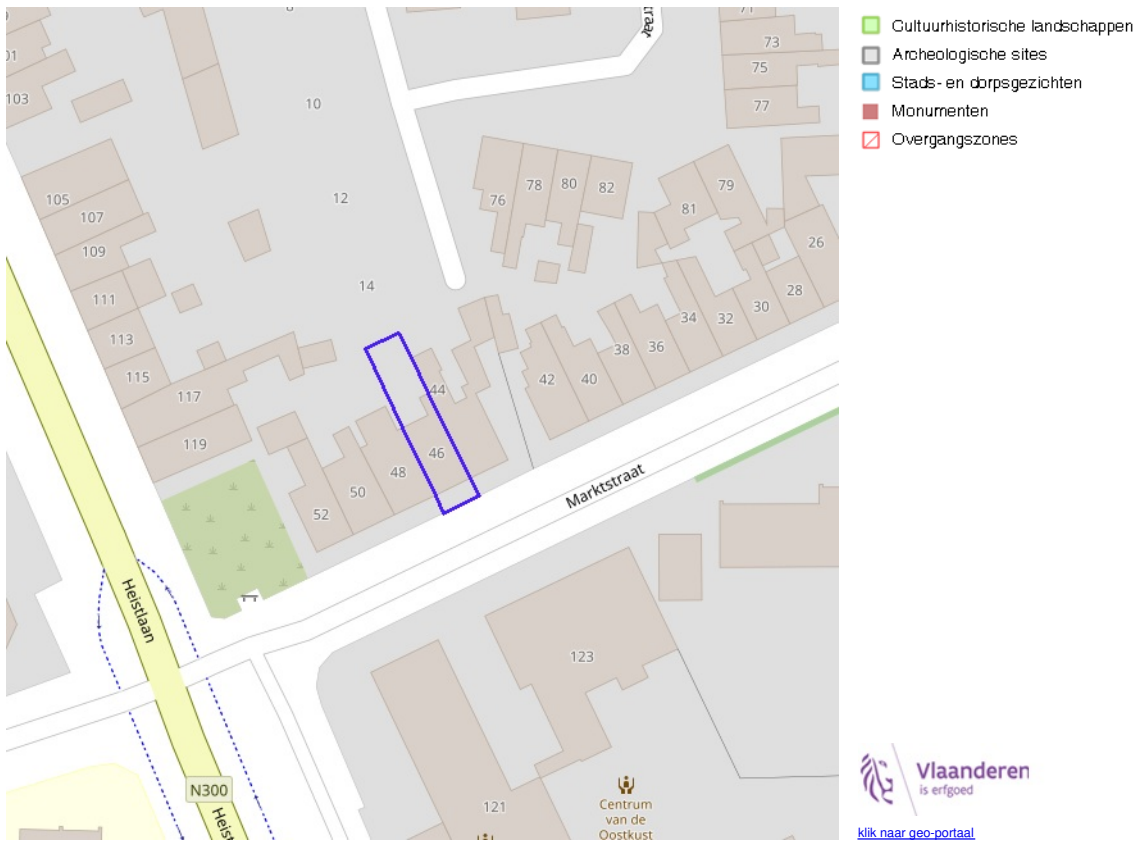 Cultuurhistorische landschappen
Archeologische sites
Stads- en dorpsgezichten
Monumenten
Overgangszones
71
73
75
77
101
103
10
12
14
105
107
109
111
113
115
117
119
76
78
80
82
81
79
26
28
30
32
34
36
38
40
42
44
46
48
50
52
Marktstraat
Heistlaan
N300
123
121
Centrum
van de
Oostkust
Vlaanderen
is erfgoed
klik naar geo-portaal